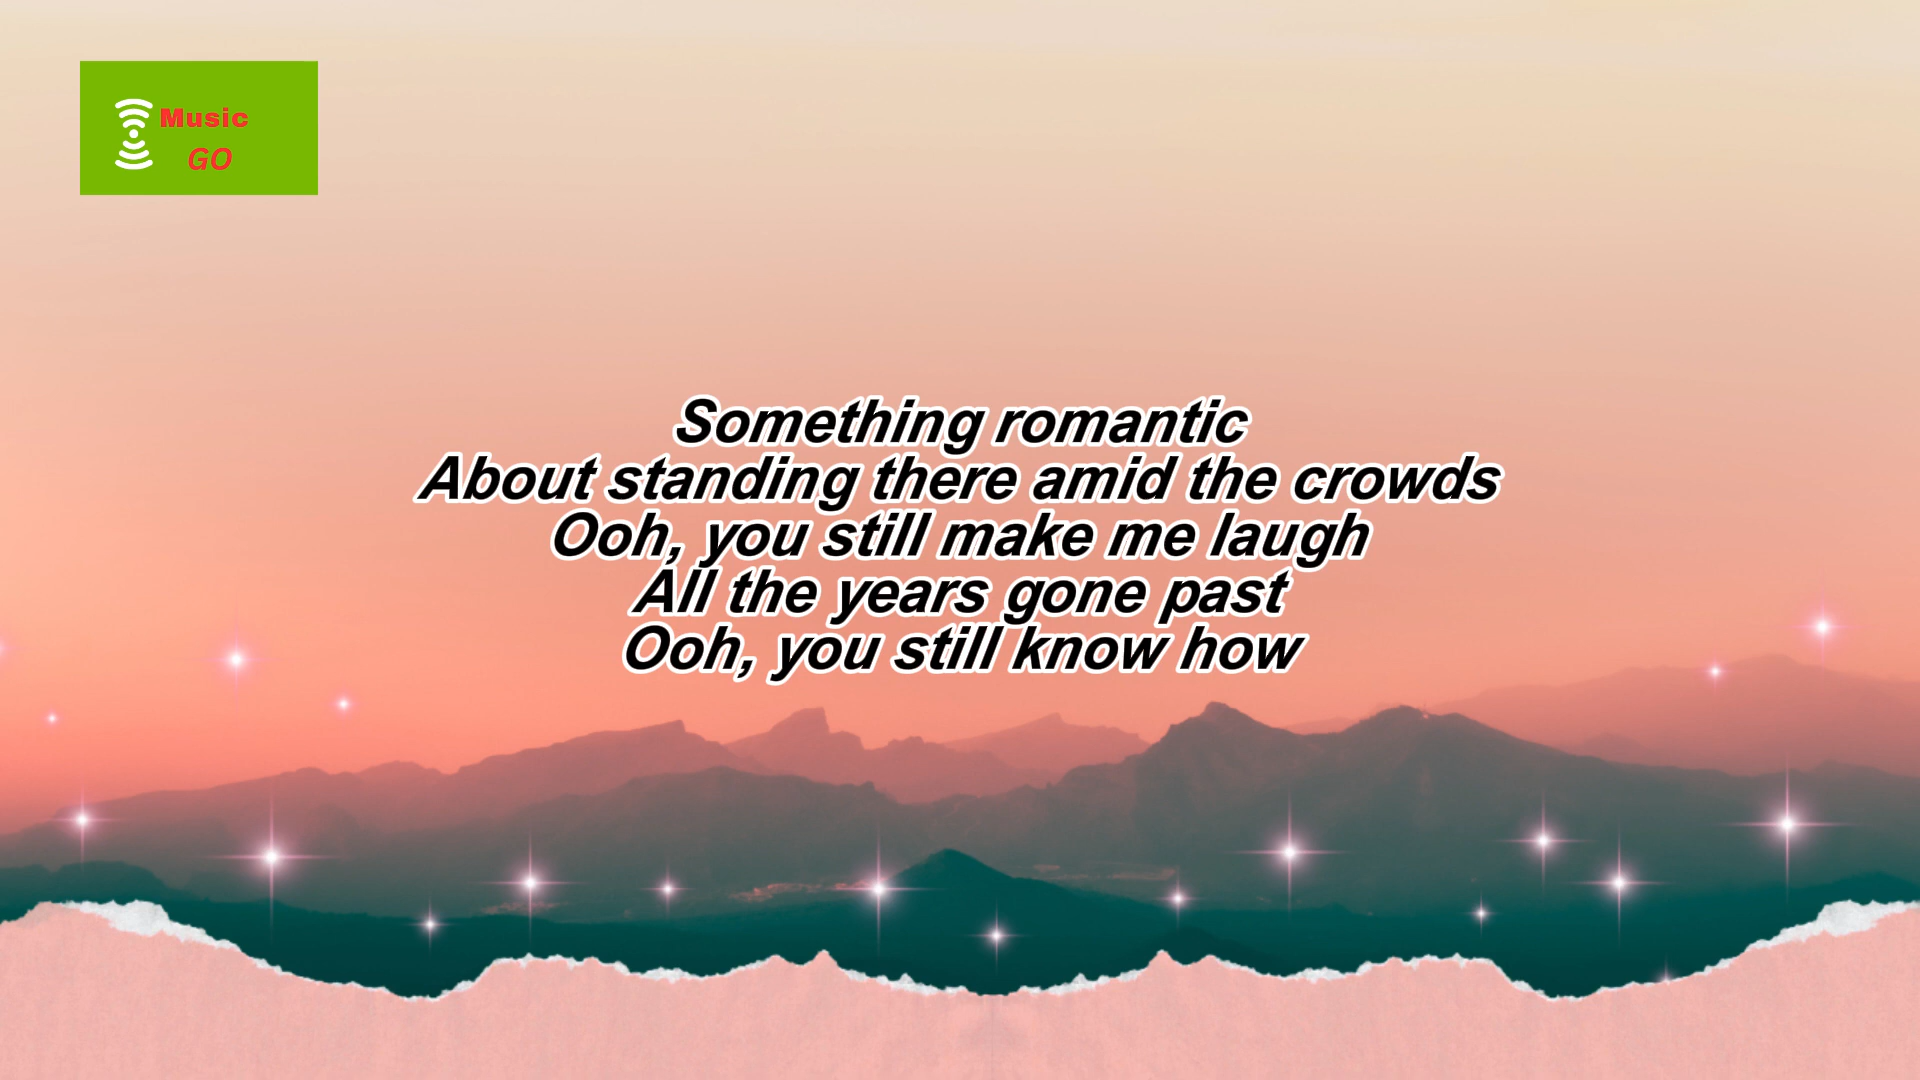 Music
GO
Something romantic
About standing there amid the crowds
Ooh, you still make me laugh
All the years gone past
Ooh, you still know how